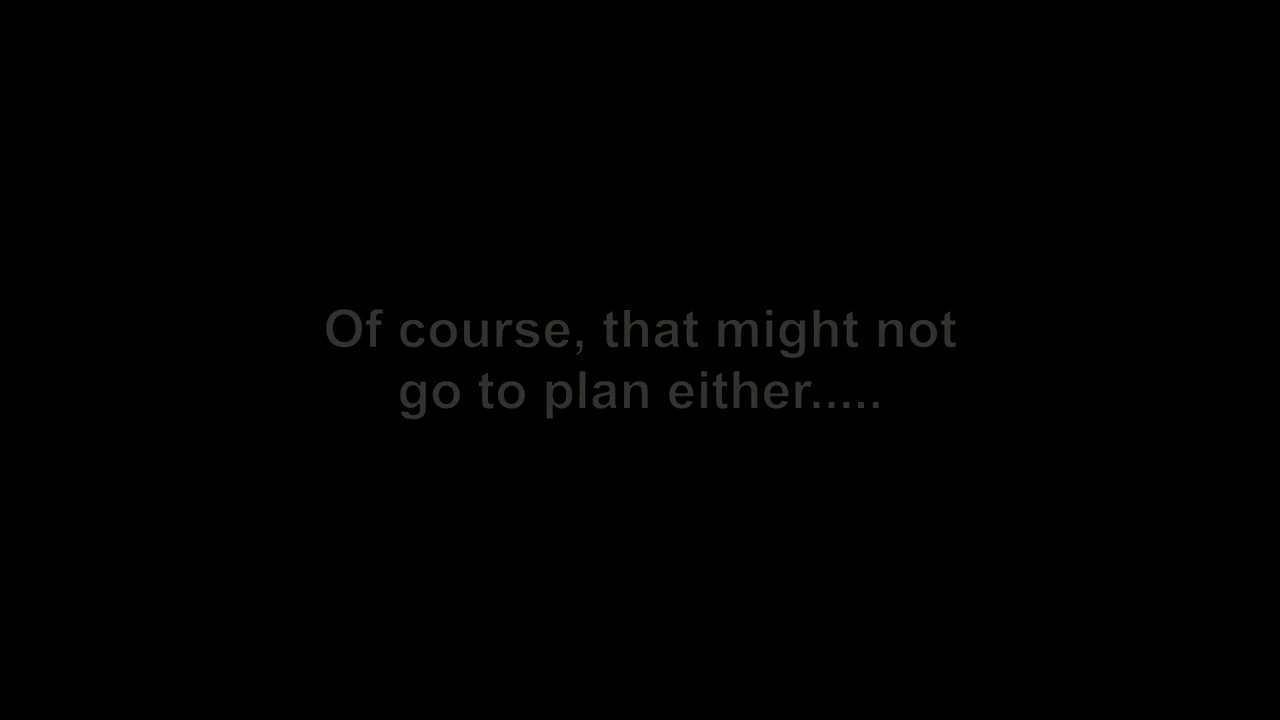 Of course, that might not
go to plan either.....